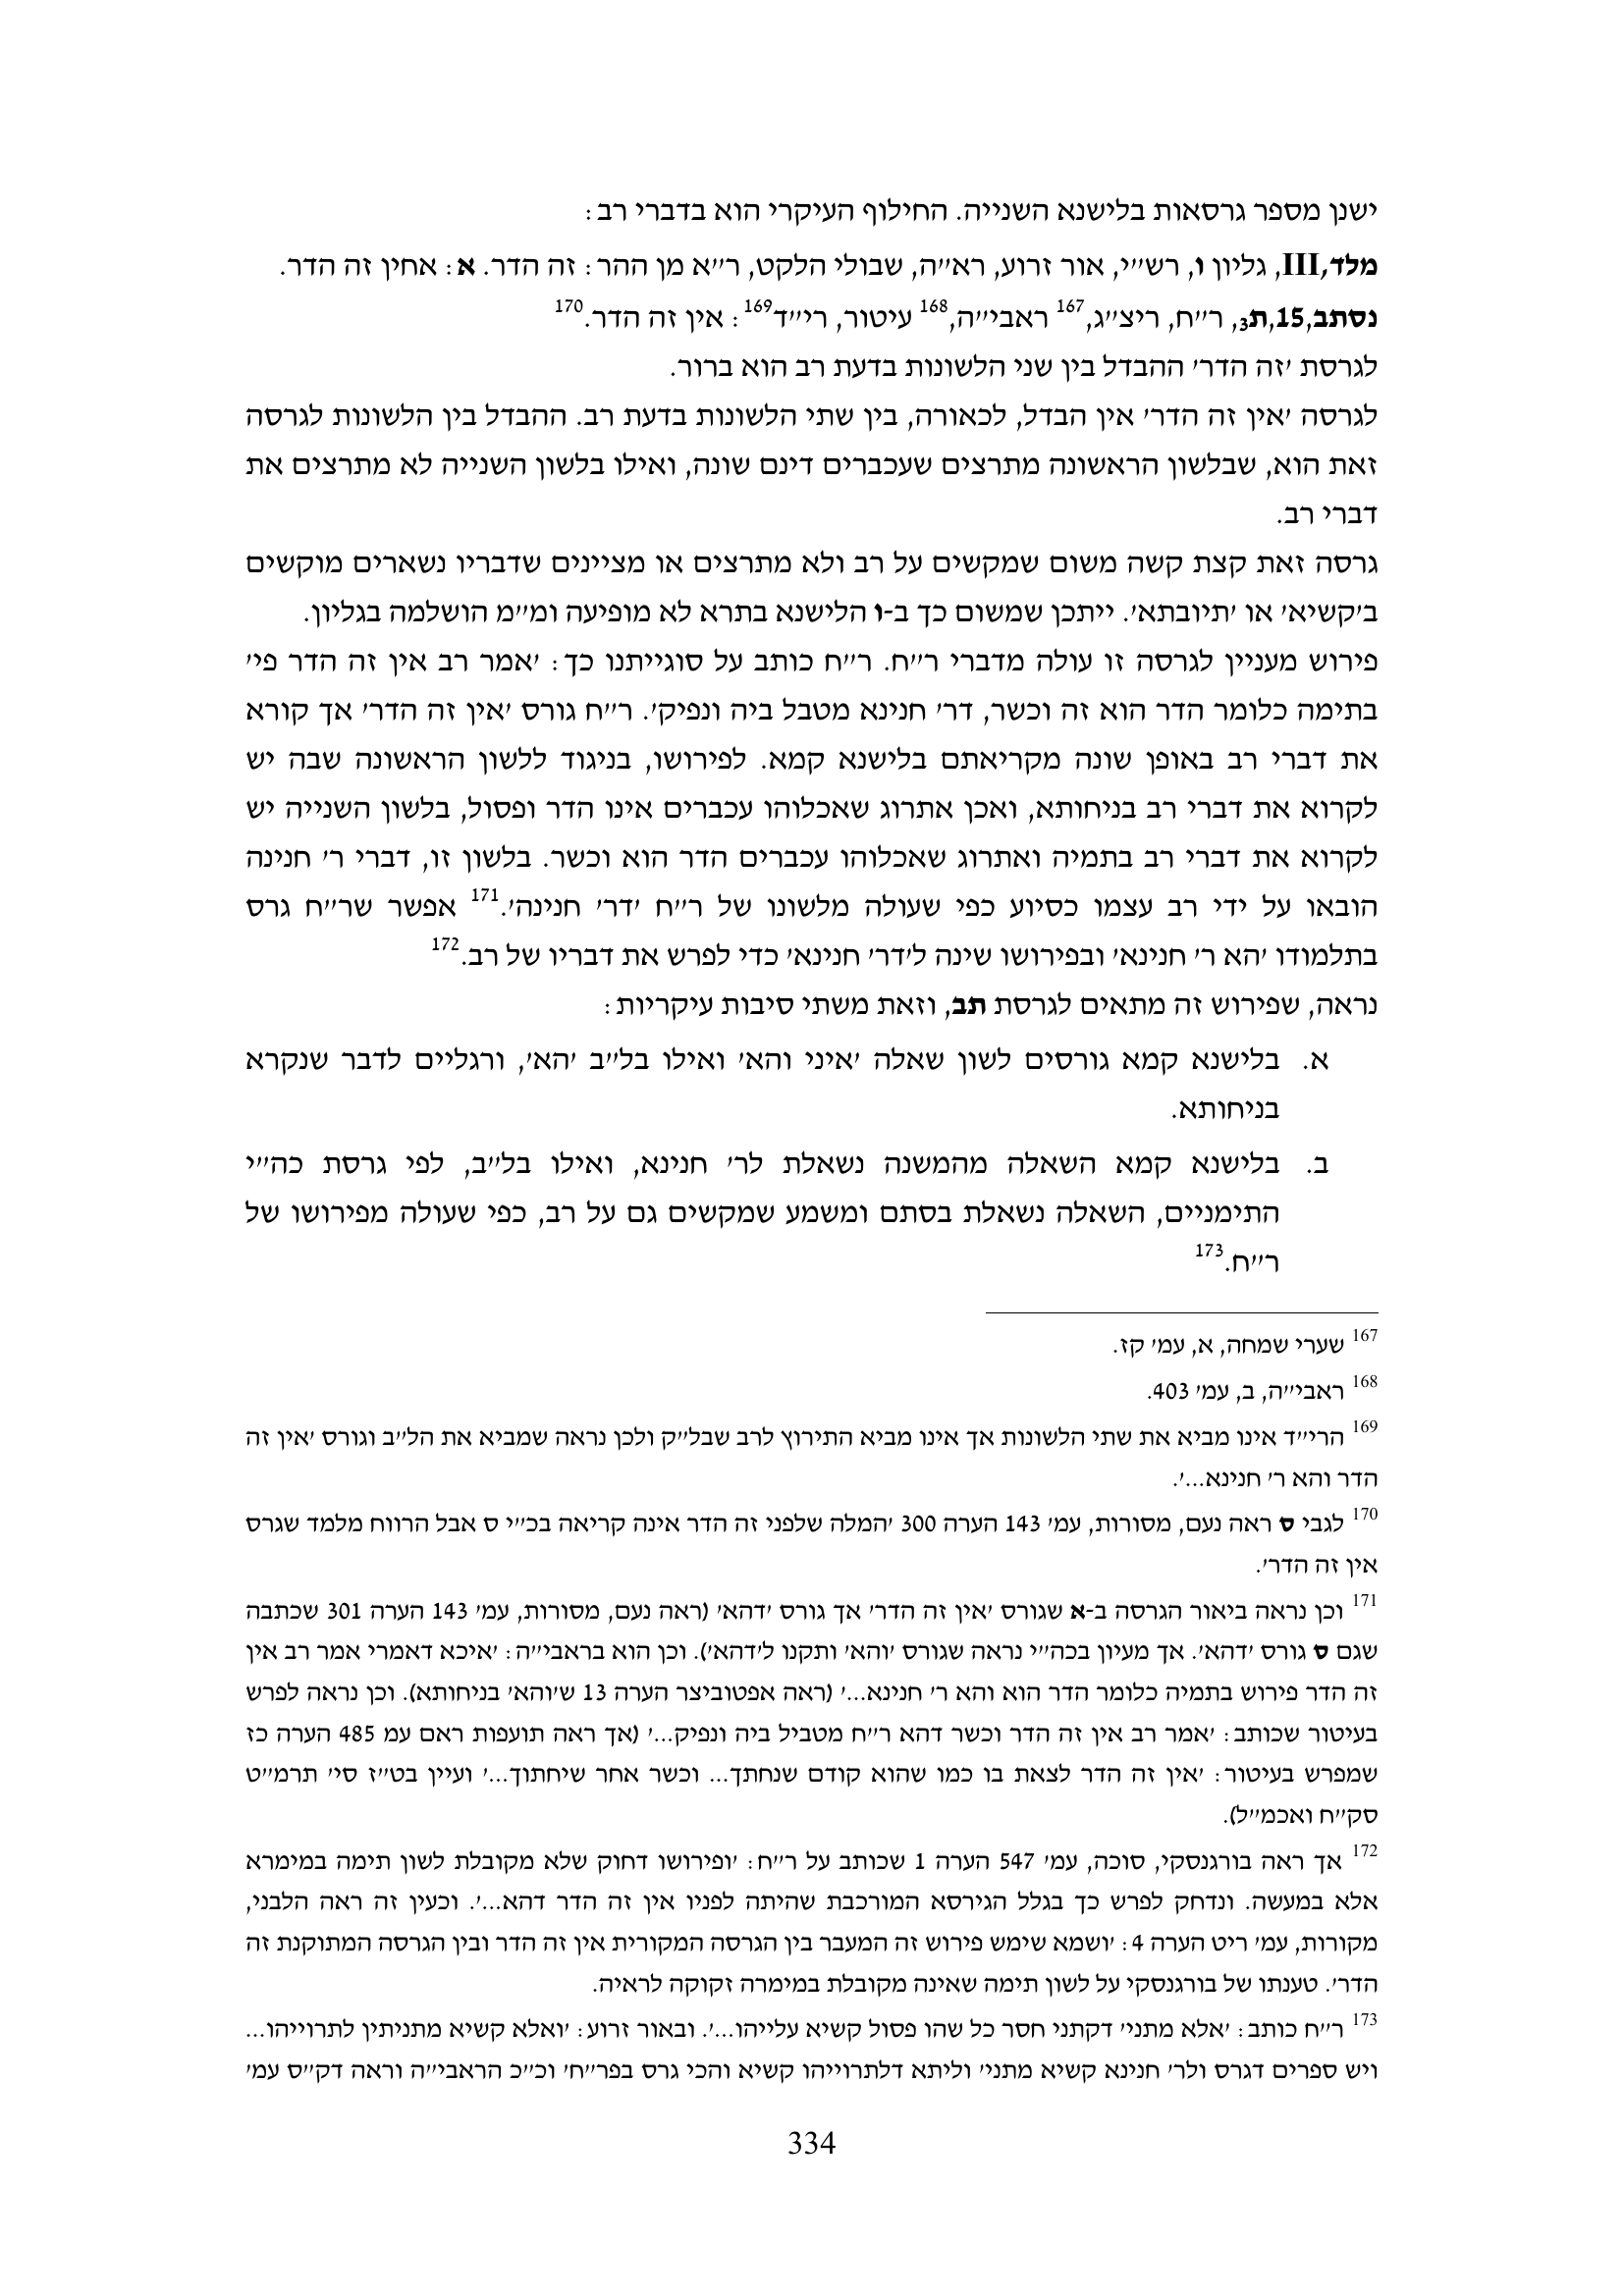 ישנן מספר גרסאות בלישנא השנייה. החילוף העיקרי הוא בדברי רב:
מלד,III, גליון ו, רש״י, אור זרוע, רא״ה, שבולי הלקט, ר״א מן ההר: זה הדר. א: אחין זה הדר.
נסתב,15,ת3, ר״ח, ריצ״ג,167 ראבי״ה,168 עיטור, רי״ד169: אין זה הדר.170
לגרסת ׳זה הדר׳ ההבדל בין שני הלשונות בדעת רב הוא ברור.
לגרסה ׳אין זה הדר׳ אין הבדל, לכאורה, בין שתי הלשונות בדעת רב. ההבדל בין הלשונות לגרסה
זאת הוא, שבלשון הראשונה מתרצים שעכברים דינם שונה, ואילו בלשון השנייה לא מתרצים את
דברי רב.
גרסה זאת קצת קשה משום שמקשים על רב ולא מתרצים או מציינים שדבריו נשארים מוקשים
ב׳קשיא׳ או ׳תיובתא׳. ייתכן שמשום כך ב-ו הלישנא בתרא לא מופיעה ומ״מ הושלמה בגליון.
פירוש מעניין לגרסה זו עולה מדברי ר״ח. ר״ח כותב על סוגייתנו כך: ׳אמר רב אין זה הדר פי׳
בתימה כלומר הדר הוא זה וכשר, דר׳ חנינא מטבל ביה ונפיק׳. ר״ח גורס ׳אין זה הדר׳ אך קורא
את דברי רב באופן שונה מקריאתם בלישנא קמא. לפירושו, בניגוד ללשון הראשונה שבה יש
לקרוא את דברי רב בניחותא, ואכן אתרוג שאכלוהו עכברים אינו הדר ופסול, בלשון השנייה יש
לקרוא את דברי רב בתמיה ואתרוג שאכלוהו עכברים הדר הוא וכשר. בלשון זו, דברי ר׳ חנינה
הובאו על ידי רב עצמו כסיוע כפי שעולה מלשונו של ר״ח ׳דר׳ חנינה׳.171 אפשר שר״ח גרס
בתלמודו ׳הא ר׳ חנינא׳ ובפירושו שינה ל׳דר׳ חנינא׳ כדי לפרש את דבריו של רב.172
נראה, שפירוש זה מתאים לגרסת תב, וזאת משתי סיבות עיקריות:
א. בלישנא קמא גורסים לשון שאלה ׳איני והא׳ ואילו בל״ב ׳הא׳, ורגליים לדבר שנקרא
בניחותא.
ב. בלישנא קמא השאלה מהמשנה נשאלת לר׳ חנינא, ואילו בל״ב, לפי גרסת כה״י
התימניים, השאלה נשאלת בסתם ומשמע שמקשים גם על רב, כפי שעולה מפירושו של
ר״ח.173
167 שערי שמחה, א, עמ׳ קז.
168 ראבי״ה, ב, עמ׳ 403.
169 הרי״ד אינו מביא את שתי הלשונות אך אינו מביא התירוץ לרב שבל״ק ולכן נראה שמביא את הל״ב וגורס ׳אין זה
הדר והא ר׳ חנינא...׳.
170 לגבי ס ראה נעם, מסורות, עמ׳ 143 הערה 300 ׳המלה שלפני זה הדר אינה קריאה בכ״י ס אבל הרווח מלמד שגרס
אין זה הדר׳.
171 וכן נראה ביאור הגרסה ב-א שגורס ׳אין זה הדר׳ אך גורס ׳דהא׳ (ראה נעם, מסורות, עמ׳ 143 הערה 301 שכתבה
שגם ס גורס ׳דהא׳. אך מעיון בכה״י נראה שגורס ׳והא׳ ותקנו ל׳דהא׳). וכן הוא בראבי״ה: ׳איכא דאמרי אמר רב אין
זה הדר פירוש בתמיה כלומר הדר הוא והא ר׳ חנינא...׳ (ראה אפטוביצר הערה 13 ש׳והא׳ בניחותא). וכן נראה לפרש
בעיטור שכותב: ׳אמר רב אין זה הדר וכשר דהא ר״ח מטביל ביה ונפיק...׳ (אך ראה תועפות ראם עמ 485 הערה כז
שמפרש בעיטור: ׳אין זה הדר לצאת בו כמו שהוא קודם שנחתך... וכשר אחר שיחתוך...׳ ועיין בט״ז סי׳ תרמ״ט
סק״ח ואכמ״ל).
172 אך ראה בורגנסקי, סוכה, עמ׳ 547 הערה 1 שכותב על ר״ח: ׳ופירושו דחוק שלא מקובלת לשון תימה במימרא
אלא במעשה. ונדחק לפרש כך בגלל הגירסא המורכבת שהיתה לפניו אין זה הדר דהא...׳. וכעין זה ראה הלבני,
מקורות, עמ׳ ריט הערה 4: ׳ושמא שימש פירוש זה המעבר בין הגרסה המקורית אין זה הדר ובין הגרסה המתוקנת זה
הדר׳. טענתו של בורגנסקי על לשון תימה שאינה מקובלת במימרה זקוקה לראיה.
173 ר״ח כותב: ׳אלא מתני׳ דקתני חסר כל שהו פסול קשיא עלייהו...׳. ובאור זרוע: ׳ואלא קשיא מתניתין לתרוייהו...
ויש ספרים דגרס ולר׳ חנינא קשיא מתני׳ וליתא דלתרוייהו קשיא והכי גרס בפר״ח׳ וכ״כ הראבי״ה וראה דק״ס עמ׳
334